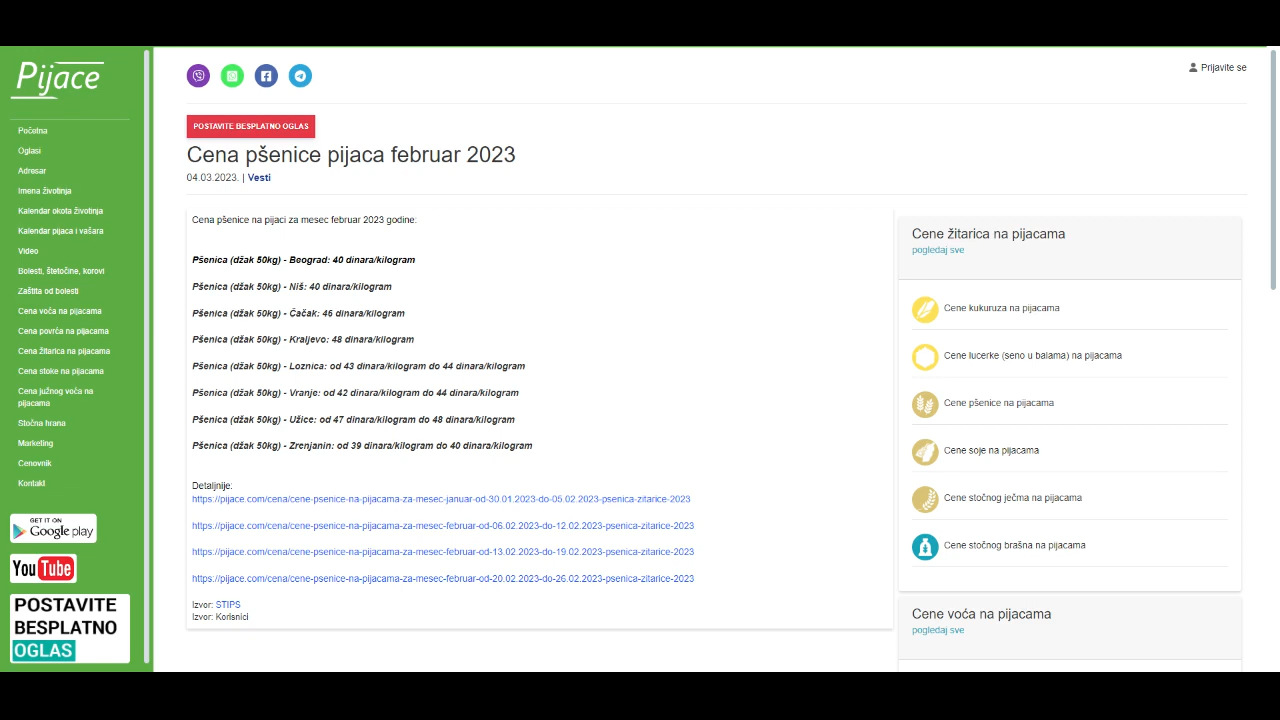 Pijace
Početna
Oglasi
Adresar
Imena životinja
Kalendar okota životinja
Kalendar pijaca i vašara
Video
Bolesti, štetočine, korovi
Zaštita od bolesti
Cena voća na pijacama
Cena povrća na pijacama
Cena žitarica na pijacama
Cena stoke na pijacama
Cena južnog voća na
pijacama
Stočna hrana
Marketing
Cenovnik
Kontakt
GET IT ON
Google play
YouTube
POSTAVITE
BESPLATNO
OGLAS
Prijavite se
POSTAVITE BESPLATNO OGLAS
Cena pšenice pijaca februar 2023
04.03.2023. | Vesti
Cena pšenice na pijaci za mesec februar 2023 godine:
Pšenica (džak 50kg) - Beograd: 40 dinara/kilogram
Pšenica (džak 50kg) - Niš: 40 dinara/kilogram
Pšenica (džak 50kg) - Čačak: 46 dinara/kilogram
Pšenica (džak 50kg) - Kraljevo: 48 dinara/kilogram
Pšenica (džak 50kg) - Loznica: od 43 dinara/kilogram do 44 dinara/kilogram
Pšenica (džak 50kg) - Vranje: od 42 dinara/kilogram do 44 dinara/kilogram
Pšenica (džak 50kg) - Užice: od 47 dinara/kilogram do 48 dinara/kilogram
Pšenica (džak 50kg) - Zrenjanin: od 39 dinara/kilogram do 40 dinara/kilogram
Detaljnije:
https://pijace.com/cena/cene-psenice-na-pijacama-za-mesec-januar-od-30.01.2023-do-05.02.2023-psenica-zitarice-2023
https://pijace.com/cena/cene-psenice-na-pijacama-za-mesec-februar-od-06.02.2023-do-12.02.2023-psenica-zitarice-2023
https://pijace.com/cena/cene-psenice-na-pijacama-za-mesec-februar-od-13.02.2023-do-19.02.2023-psenica-zitarice-2023
https://pijace.com/cena/cene-psenice-na-pijacama-za-mesec-februar-od-20.02.2023-do-26.02.2023-psenica-zitarice-2023
Izvor: STIPS
Izvor: Korisnici
Cene žitarica na pijacama
pogledaj sve
Cene kukuruza na pijacama
Cene lucerke (seno u balama) na pijacama
Cene pšenice na pijacama
Cene soje na pijacama
Cene stočnog ječma na pijacama
Cene stočnog brašna na pijacama
Cene voća na pijacama
pogledaj sve